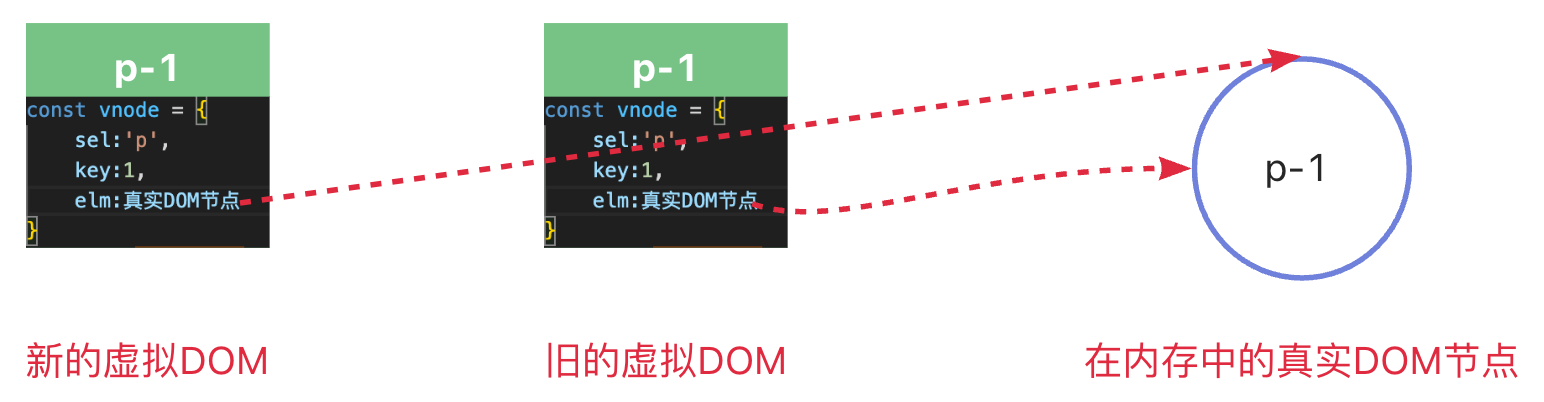 p-1
const vnode = {
sel:'p',
key:1,
elm:真实DOM节点
}
新的虚拟DOM
p-1
const vnode = {
sel:'p',
key:1,
elm:真实DOM节点
}
旧的虚拟DOM
p-1
在内存中的真实DOM节点